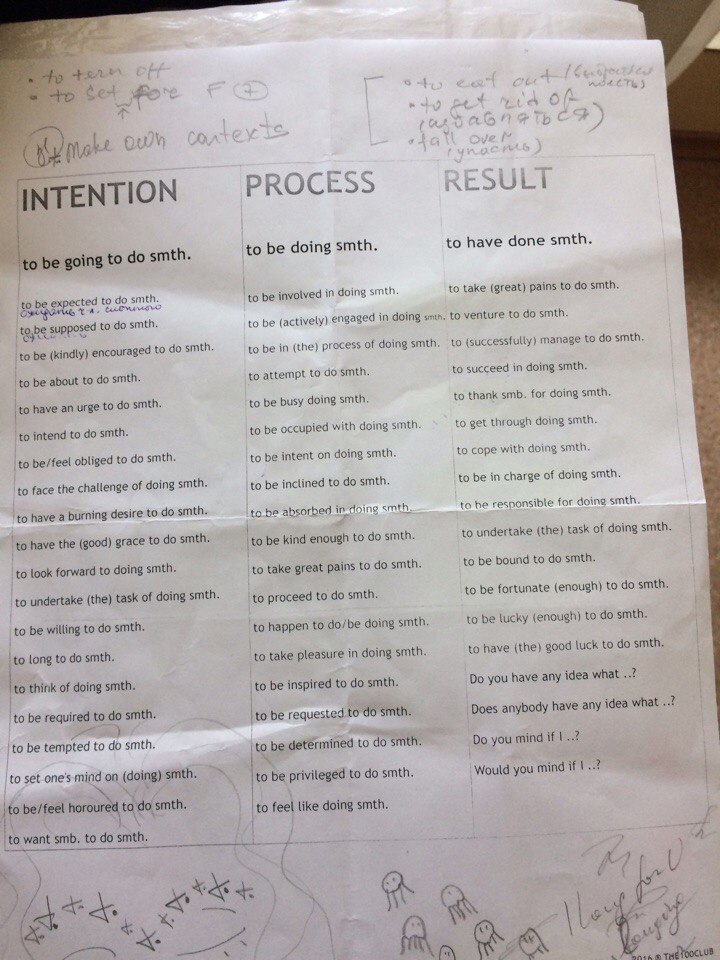 • to tern off
• to set for F 7
Make own contexts
• to eat out
• to get rid of
(избавляться)
• fall over
(упасть)
INTENTION
to be going to do smth.
to be expected to do smth.
to be supposed to do smth.
to be (kindly) encouraged to do smth.
to be about to do smth.
to have an urge to do smth.
to intend to do smth.
to be/feel obliged to do smth.
to face the challenge of doing smth.
to have a burning desire to do smth.
to have the (good) grace to do smth.
to look forward to doing smth.
to undertake (the) task of doing smth.
to be willing to do smth.
to long to do smth.
to think of doing smth.
to be required to do smth.
to be tempted to do smth.
to set one's mind on (doing) smth.
to be/feel horoured to do smth.
to want smb. to do smth.
PROCESS
to be doing smth.
to be involved in doing smth.
to be (actively) engaged in doing smth.
to be in (the) process of doing smth.
to attempt to do smth.
to be busy doing smth.
to be occupied with doing smth.
to be intent on doing smth.
to be inclined to do smth.
to be absorbed in doing smth.
to be kind enough to do smth.
to take great pains to do smth.
to proceed to do smth.
to happen to do/be doing smth.
to take pleasure in doing smth.
to be inspired to do smth.
to be requested to do smth.
to be determined to do smth.
to be privileged to do smth.
to feel like doing smth.
RESULT
to have done smth.
to take (great) pains to do smth.
to venture to do smth.
to (successfully) manage to do smth.
to succeed in doing smth.
to thank smb. for doing smth.
to get through doing smth.
to cope with doing smth.
to be in charge of doing smth.
to be responsible for doing smth.
to undertake (the) task of doing smth.
to be bound to do smth.
to be fortunate (enough) to do smth.
to be lucky (enough) to do smth.
to have (the) good luck to do smth.
Do you have any idea what ..?
Does anybody have any idea what ..?
Do you mind if I ..?
Would you mind if I ..?
2016 © THETOOCLUB